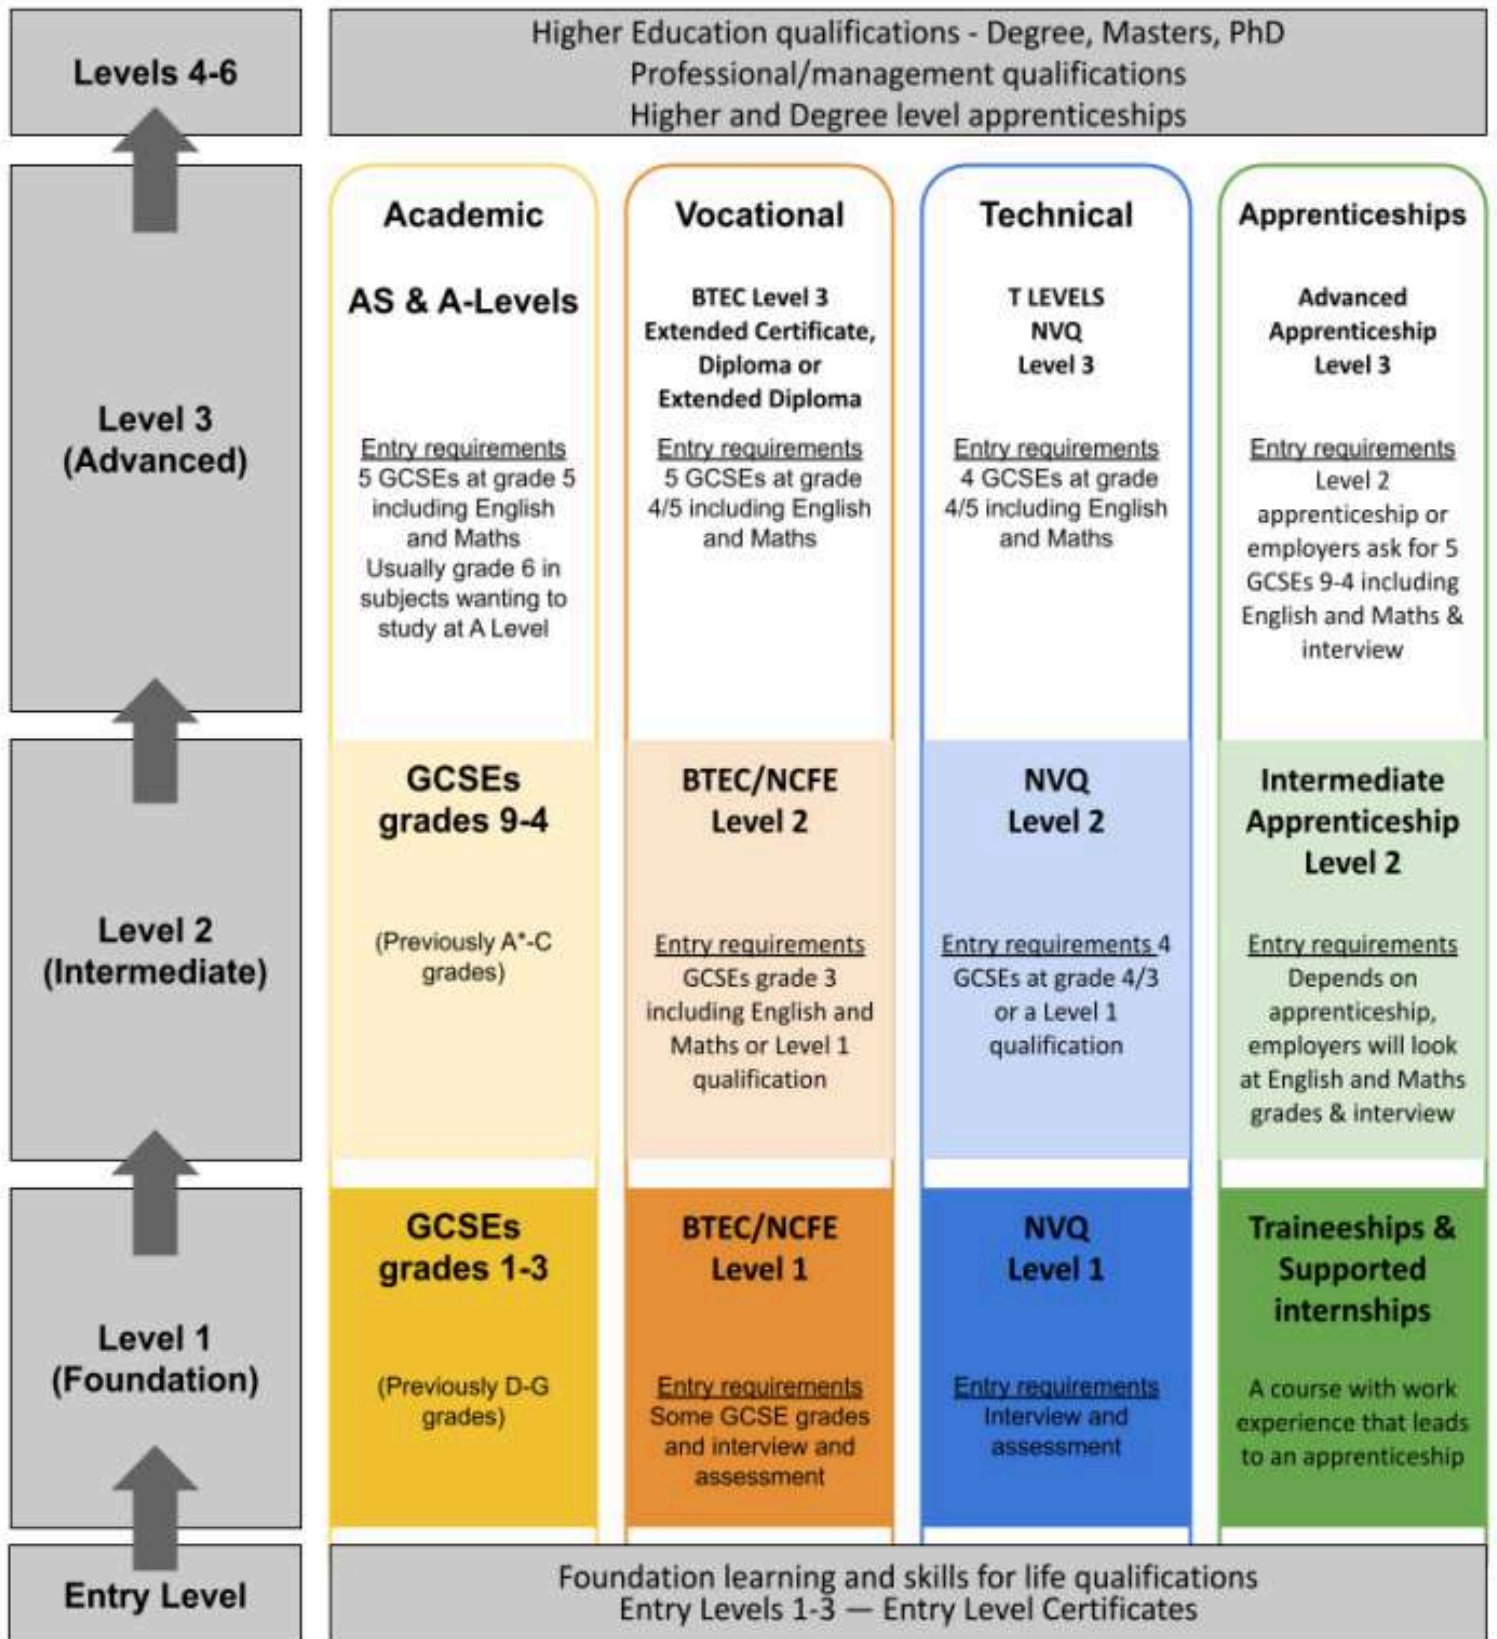 Levels 4-6
Higher Education qualifications - Degree, Masters, PhD
Professional/management qualifications
Higher and Degree level apprenticeships
Level 3
(Advanced)
Academic
AS & A-Levels
Entry requirements
5 GCSEs at grade 5
including English
and Maths
Usually grade 6 in
subjects wanting to
study at A Level
Vocational
BTEC Level 3
Extended Certificate,
Diploma or
Extended Diploma
Entry requirements
5 GCSEs at grade
4/5 including English
and Maths
Technical
T LEVELS
NVQ
Level 3
Entry requirements
4 GCSEs at grade
4/5 including English
and Maths
Apprenticeships
Advanced
Apprenticeship
Level 3
Entry requirements
Level 2
apprenticeship or
employers ask for 5
GCSEs 9-4 including
English and Maths &
interview
Level 2
(Intermediate)
GCSEs
grades 9-4
(Previously A*-C
grades)
BTEC/NCFE
Level 2
Entry requirements
GCSEs grade 3
including English and
Maths or Level 1
qualification
NVQ
Level 2
Entry requirements 4
GCSEs at grade 4/3
or a Level 1
qualification
Intermediate
Apprenticeship
Level 2
Entry requirements
Depends on
apprenticeship,
employers will look
at English and Maths
grades & interview
Level 1
(Foundation)
GCSEs
grades 1-3
(Previously D-G
grades)
BTEC/NCFE
Level 1
Entry requirements
Some GCSE grades
and interview and
assessment
NVQ
Level 1
Entry requirements
Interview and
assessment
Traineeships &
Supported
internships
A course with work
experience that leads
to an apprenticeship
Entry Level
Foundation learning and skills for life qualifications
Entry Levels 1-3 — Entry Level Certificates